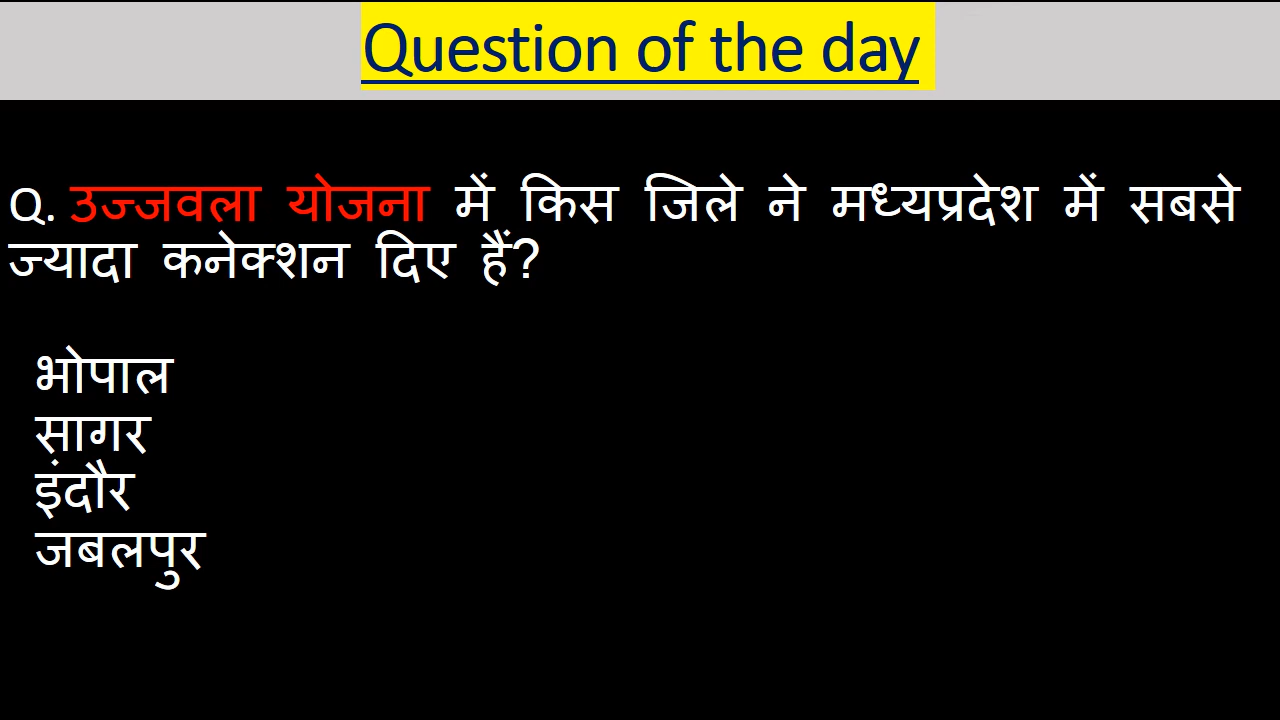 Question of the day
Q. उज्जवला योजना में किस जिले ने मध्यप्रदेश में सबसे
ज्यादा कनेक्शन दिए हैं?
भोपाल
सागर
इंदौर
जबलपुर